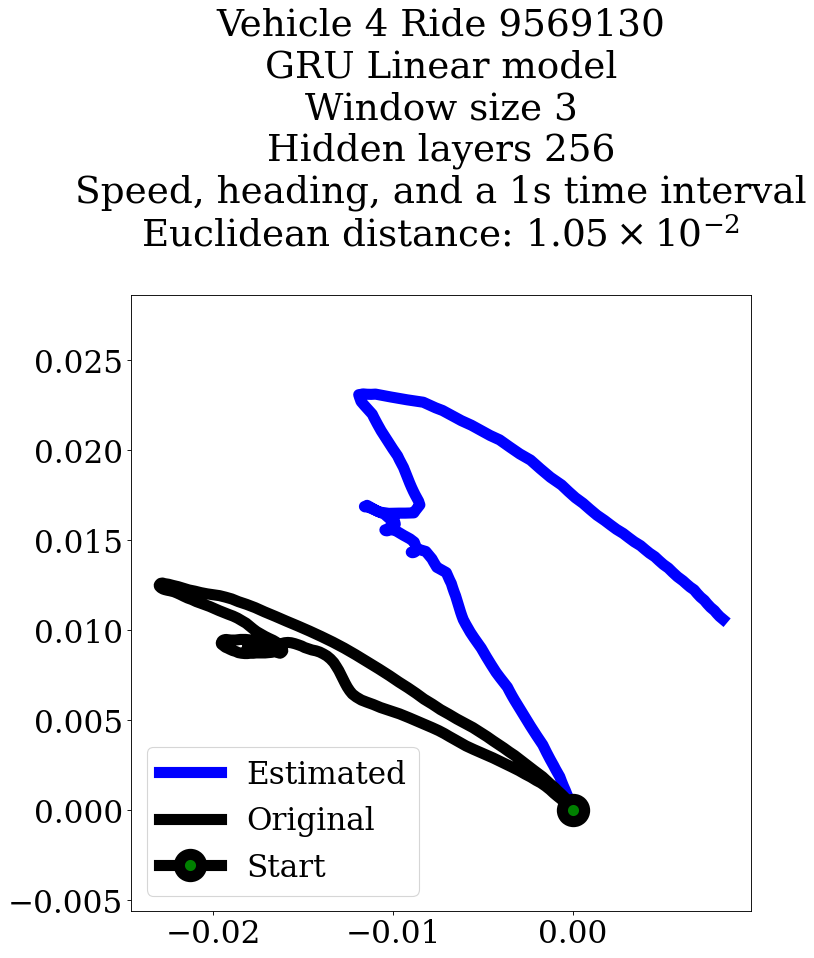 Vehicle 4 Ride 9569130
GRU Linear model
Window size 3
Hidden layers 256
Speed, heading, and a 1s time interval
Euclidean distance: 1.05 × 10⁻²
0.025
0.020
0.015
0.010
0.005
0.000
−0.005
Estimated
Original
Start
−0.02 −0.01 0.00